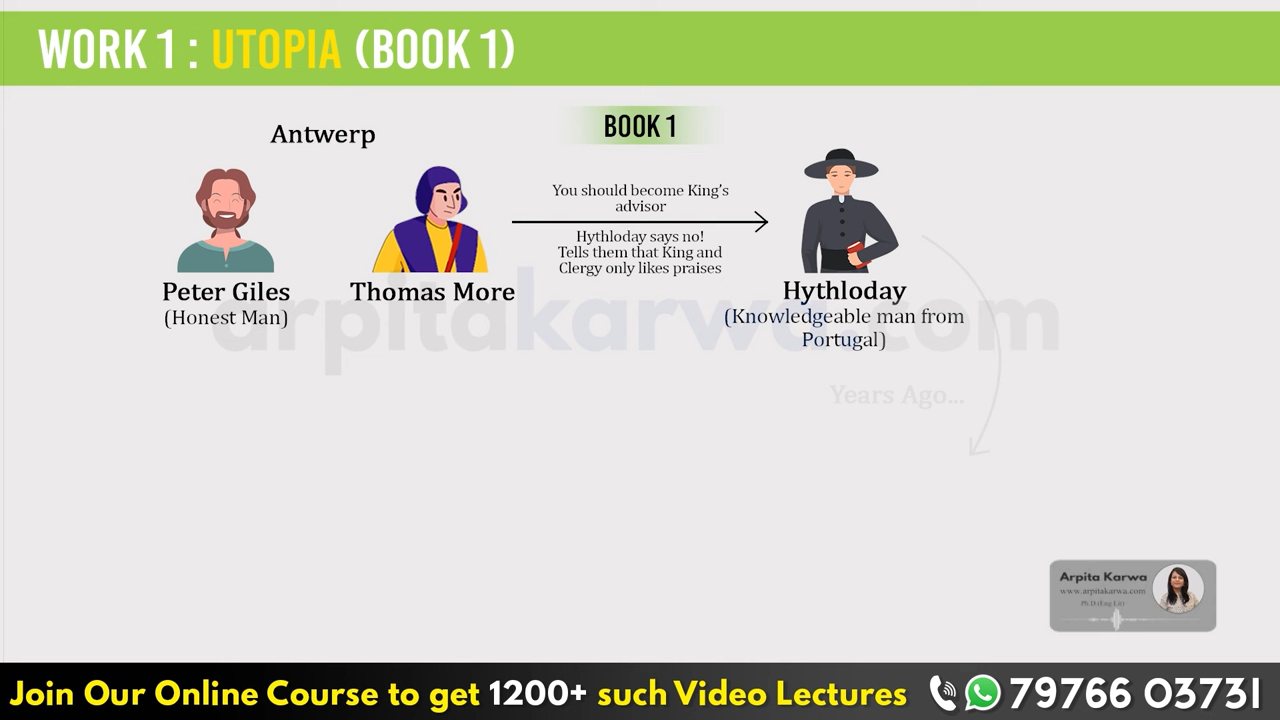 WORK 1 : UTOPIA (BOOK 1)
BOOK 1
Antwerp
You should become King's
advisor
Hythloday says no!
Tells them that King and
Clergy only likes praises
Peter Giles
(Honest Man)
Thomas More
Hythloday
(Knowledgeable man from
Portugal)
arpitakarwa.com
Years Ago...
Arpita Karwa
www.arpitakarwa.com
Ph.D (Eng Lit)
Join Our Online Course to get 1200+ such Video Lectures
79766 03731